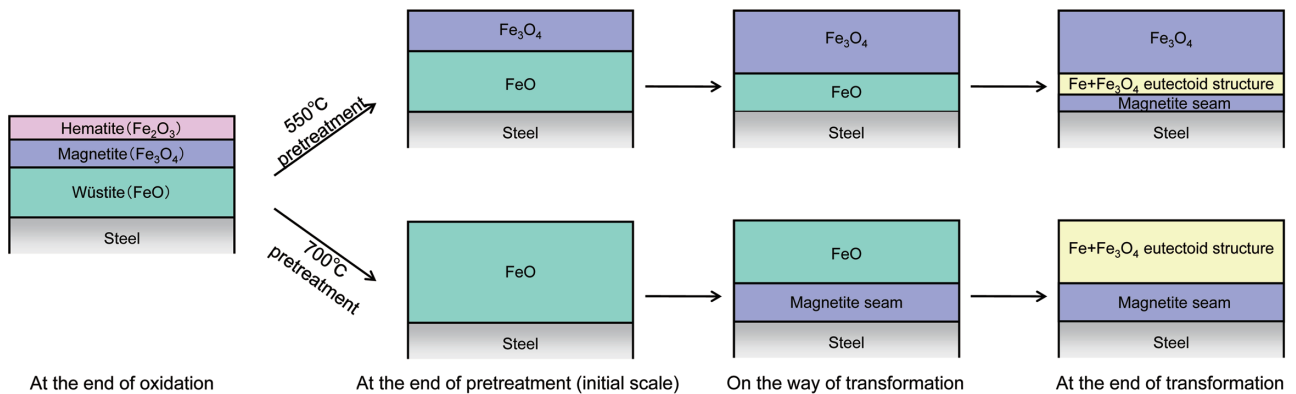 Hematite(Fe₂O₃)
Magnetite(Fe₃O₄)
Wüstite(FeO)
Steel
At the end of oxidation
550℃
pretreatment
700℃
pretreatment
Fe₃O₄
FeO
Steel
FeO
Steel
At the end of pretreatment (initial scale)
Fe₃O₄
FeO
Steel
FeO
Magnetite seam
Steel
On the way of transformation
Fe₃O₄
Fe+Fe₃O₄ eutectoid structure
Magnetite seam
Steel
Fe+Fe₃O₄ eutectoid structure
Magnetite seam
Steel
At the end of transformation